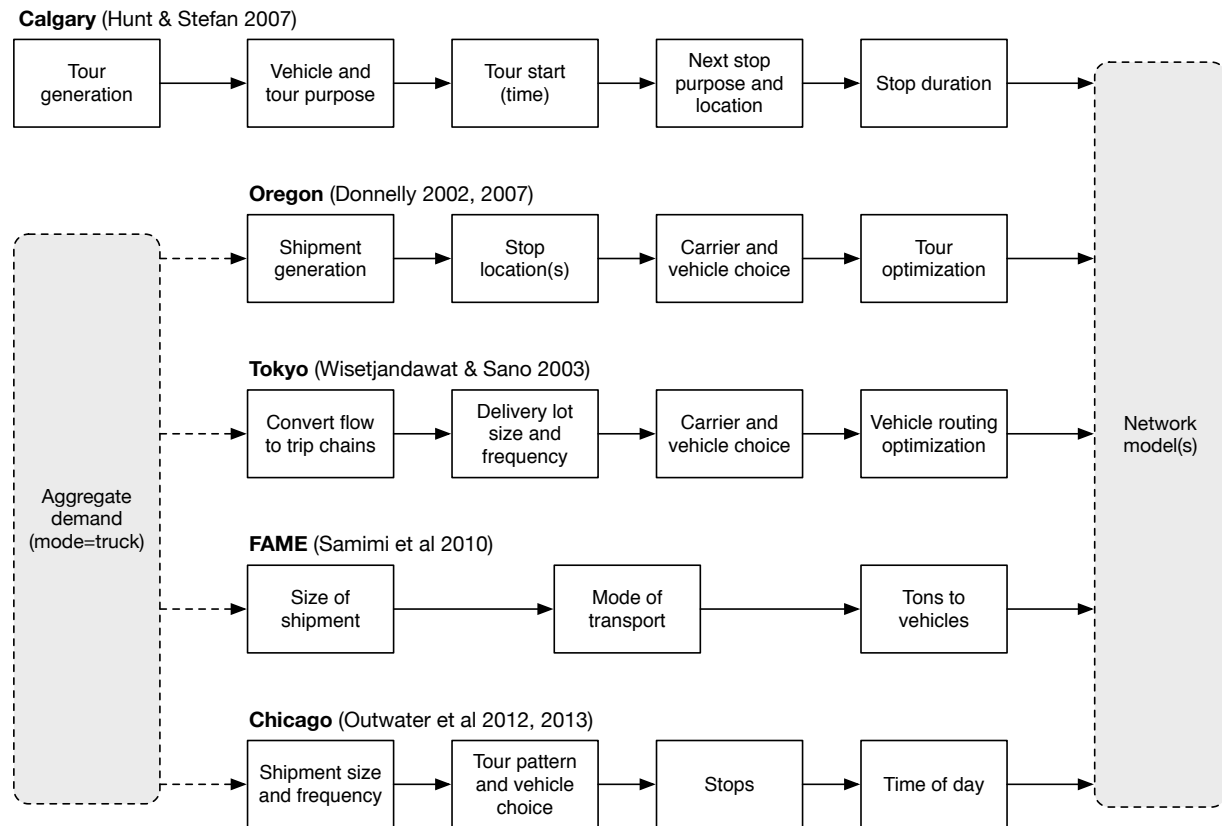 Calgary (Hunt & Stefan 2007)
Tour
generation
Vehicle and
tour purpose
Tour start
(time)
Next stop
purpose and
location
Stop duration
Oregon (Donnelly 2002, 2007)
Shipment
generation
Stop
location(s)
Carrier and
vehicle choice
Tour
optimization
Tokyo (Wisetjandawat & Sano 2003)
Convert flow
to trip chains
Delivery lot
size and
frequency
Carrier and
vehicle choice
Vehicle routing
optimization
Network
model(s)
Aggregate
demand
(mode=truck)
FAME (Samimi et al 2010)
Size of
shipment
Mode of
transport
Tons to
vehicles
Chicago (Outwater et al 2012, 2013)
Shipment size
and frequency
Tour pattern
and vehicle
choice
Stops
Time of day